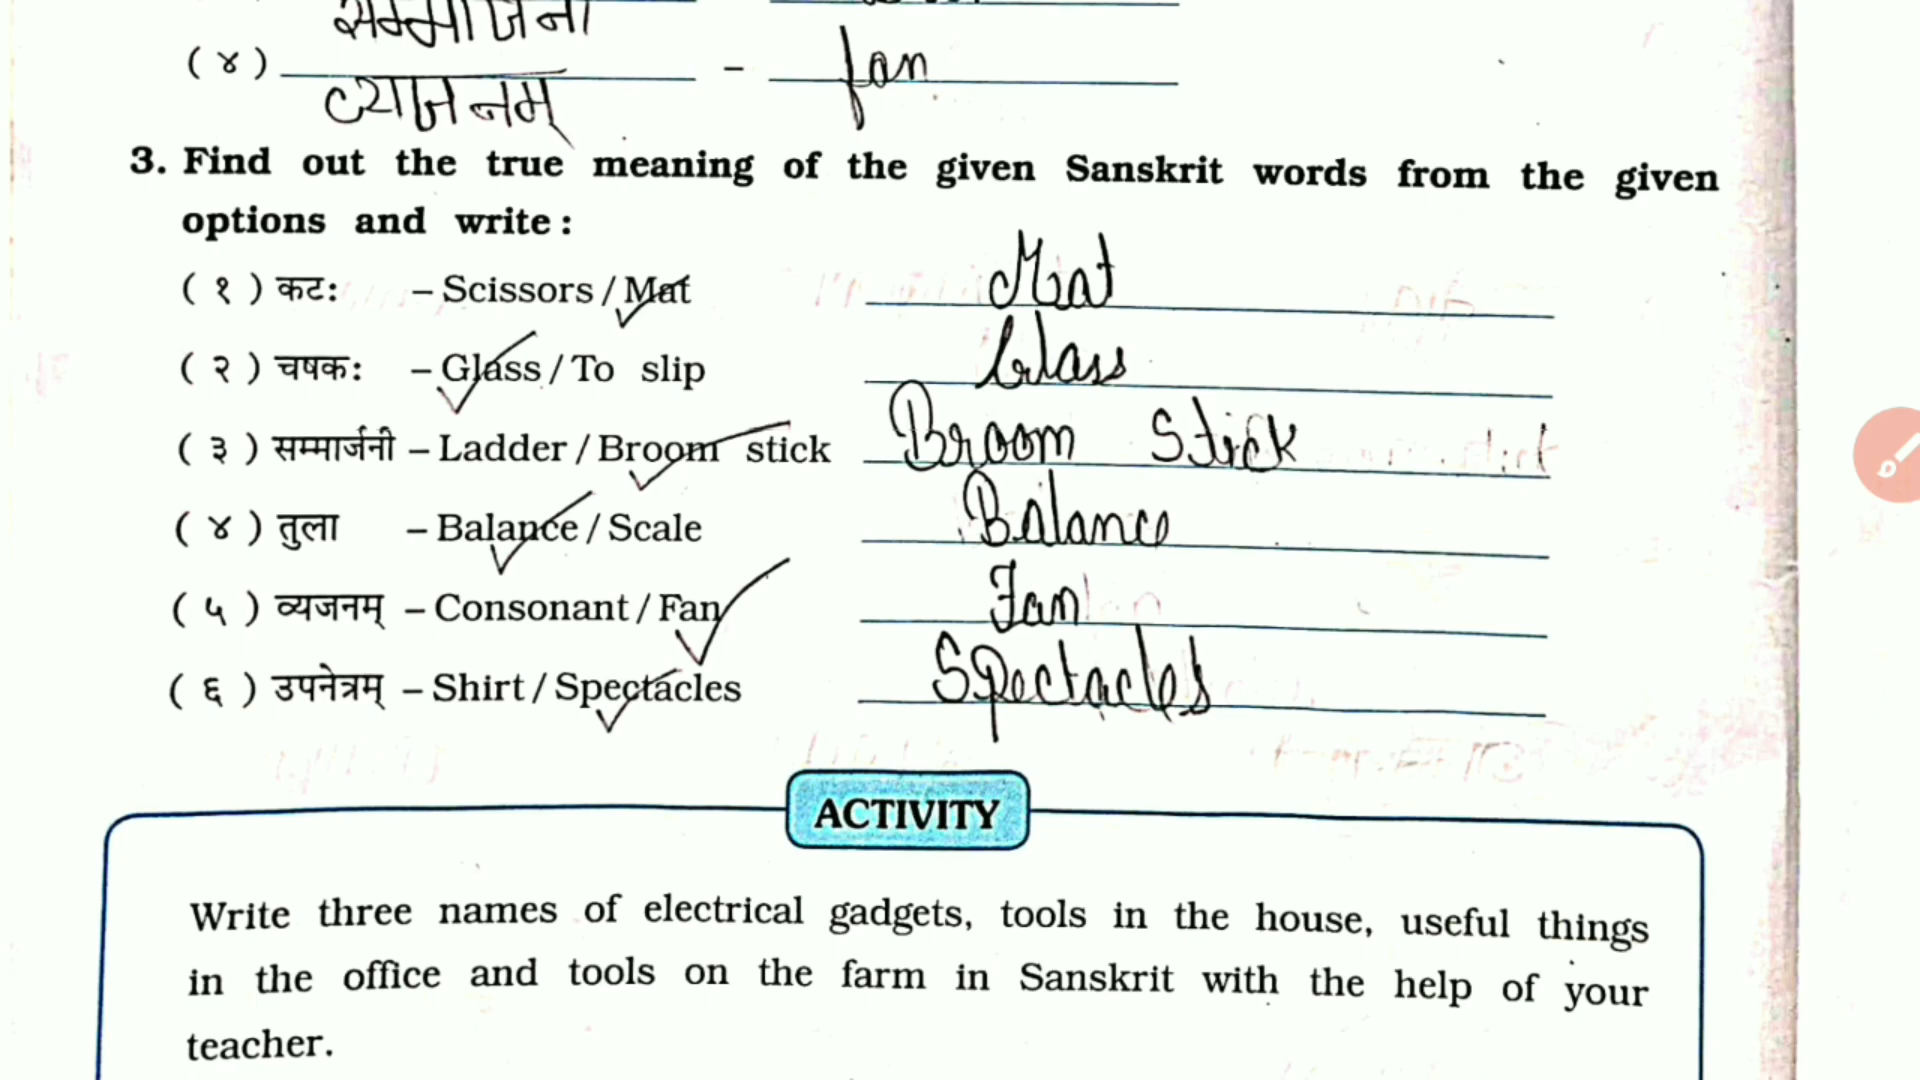 सम्मार्जनी
( ४ ) - fan
व्यजनम्
3. Find out the true meaning of the given Sanskrit words from the given
options and write :
( १ ) कटः – Scissors / Mat Mat
( २ ) चषकः – Glass / To slip Glass
( ३ ) सम्मार्जनी – Ladder / Broom stick Broom Stick
( ४ ) तुला – Balance / Scale Balance
( ५ ) व्यजनम् – Consonant / Fan Fan
( ६ ) उपनेत्रम् – Shirt / Spectacles Spectacles
ACTIVITY
Write three names of electrical gadgets, tools in the house, useful things
in the office and tools on the farm in Sanskrit with the help of your
teacher.